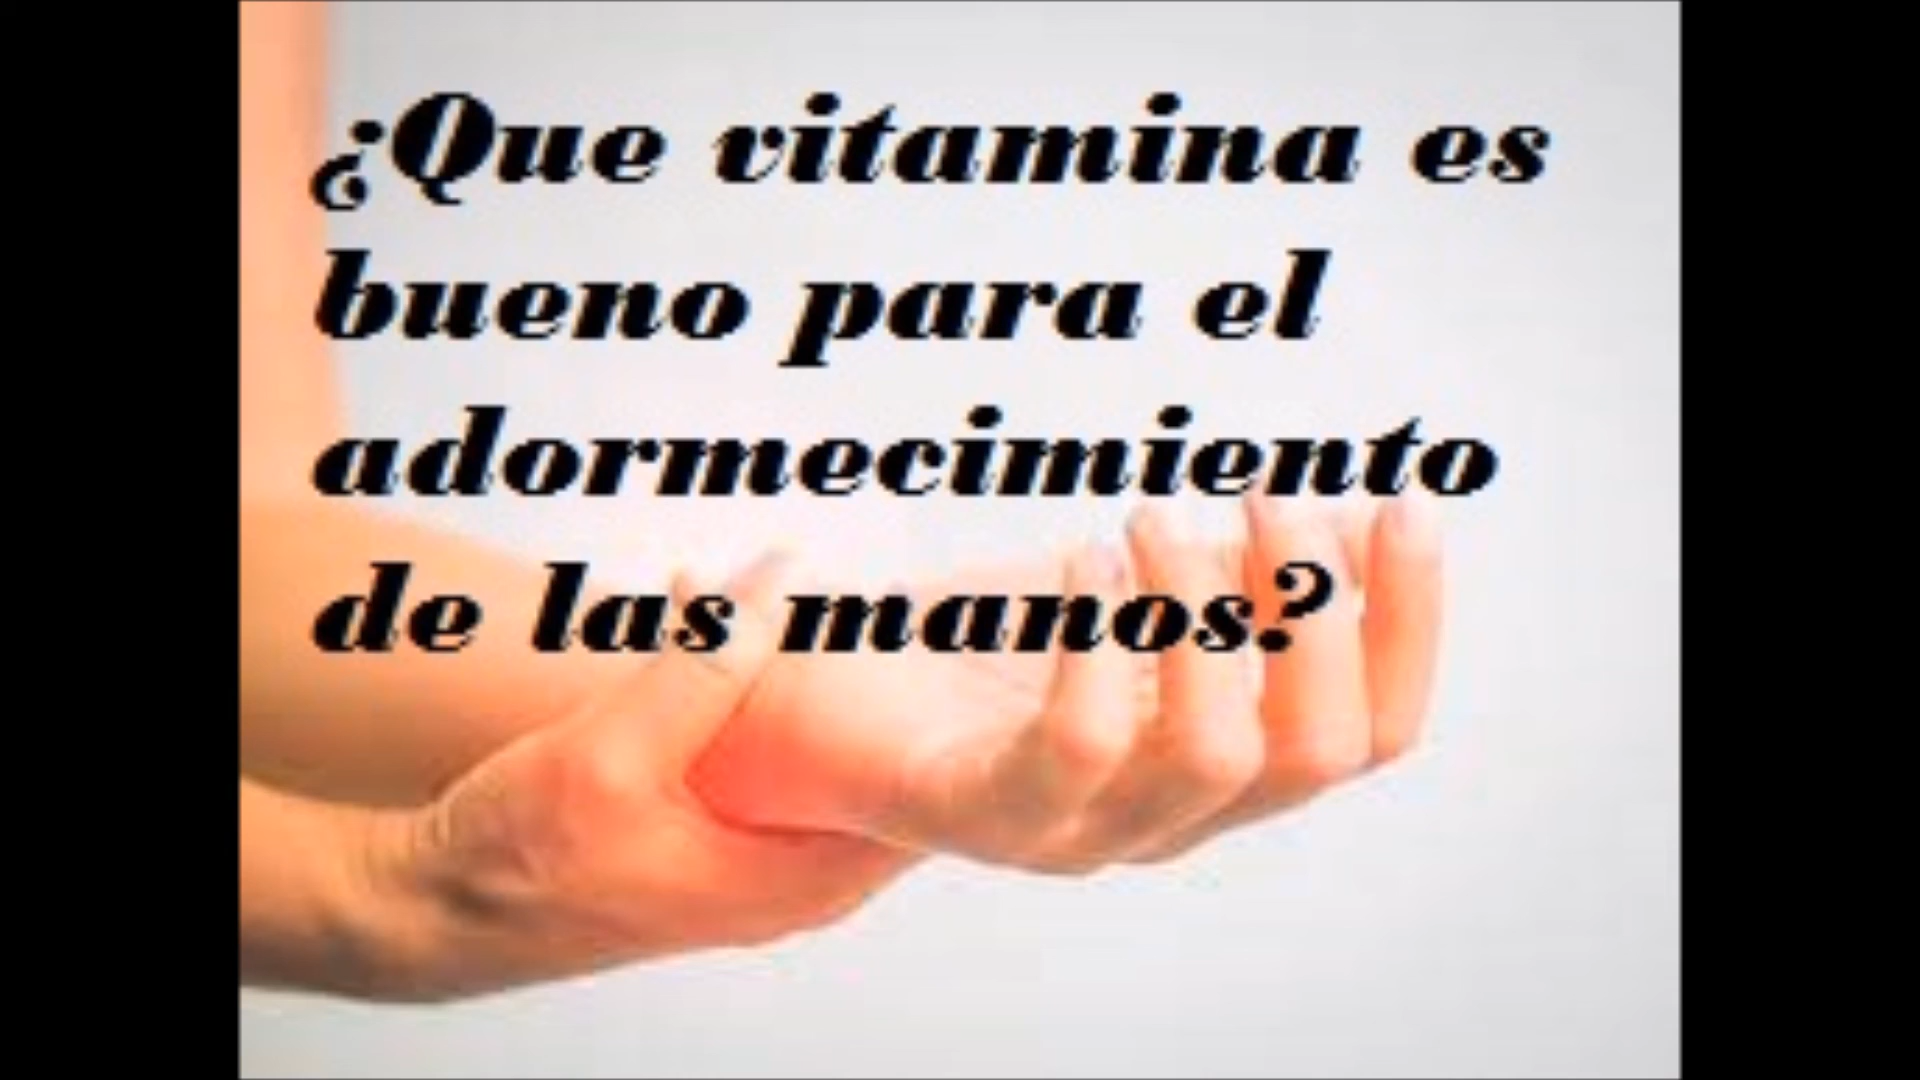 ¿Que vitamina es
bueno para el
adormecimiento
de las manos?